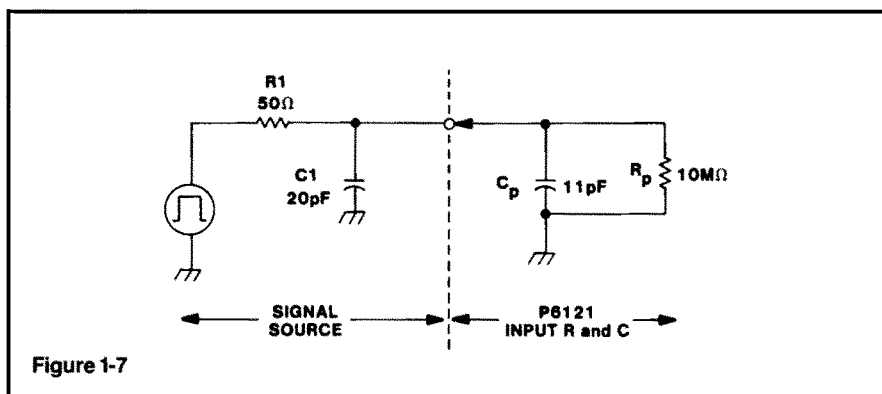 R1
50Ω
C1
20pF
Cp
11pF
Rp
10MΩ
SIGNAL
SOURCE
P6121
INPUT R and C
Figure 1-7